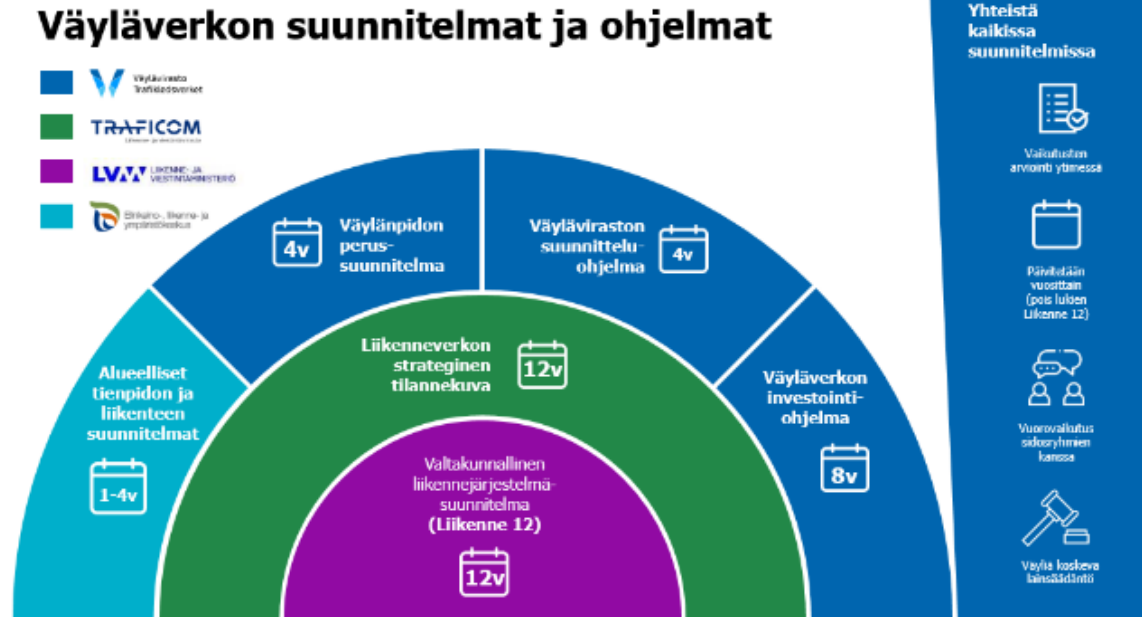 Väyläverkon suunnitelmat ja ohjelmat
Väylävirasto
Trafikledsverket
TRAFICOM
LVM LIIKENNE- JA
VIESTINTÄMINISTERIÖ
Elinkeino-, liikenne- ja
ympäristökeskus
Alueelliset
tienpidon ja
liikenteen
suunnitelmat
1-4v
4v
Väylänpidon
perus-
suunnitelma
Väyläviraston
suunnittelu-
ohjelma
4v
Väyläverkon
investointi-
ohjelma
8v
Liikenneverkon
strateginen
tilannekuva
12v
Valtakunnallinen
liikennejärjestelmä-
suunnitelma
(Liikenne 12)
12v
Yhteistä
kaikissa
suunnitelmissa
Vaikutusten
arviointi ytimessä
Päivitetään
vuosittain
(pois lukien
Liikenne 12)
Vuorovaikutus
sidosryhmien
kanssa
Väyliä koskeva
lainsäädäntö